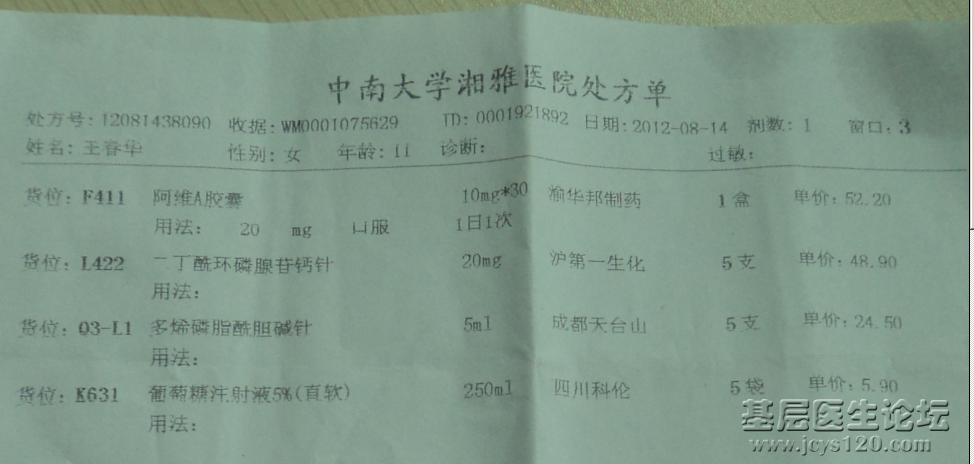 中南大学湘雅医院处方单
处方号: 12081438090 收据: WM0001075629 ID: 0001921892 日期: 2012-08-14 剂数: 1 窗口: 3
姓名: 王春华 性别: 女 年龄: 11 诊断: 过敏:
货位: F411 阿维A胶囊 10mg*30 渝华邦制药 1 盒 单价: 52.20
用法: 20 mg 口服 1日1次
货位: L422 二丁酰环磷腺苷钙针 20mg 沪第一生化 5 支 单价: 48.90
用法:
货位: Q3-L1 多烯磷脂酰胆碱针 5ml 成都天台山 5 支 单价: 24.50
用法:
货位: K631 葡萄糖注射液5%(直软) 250ml 四川科伦 5 袋 单价: 5.90
用法:
基层医生论坛
www.jcys120.com